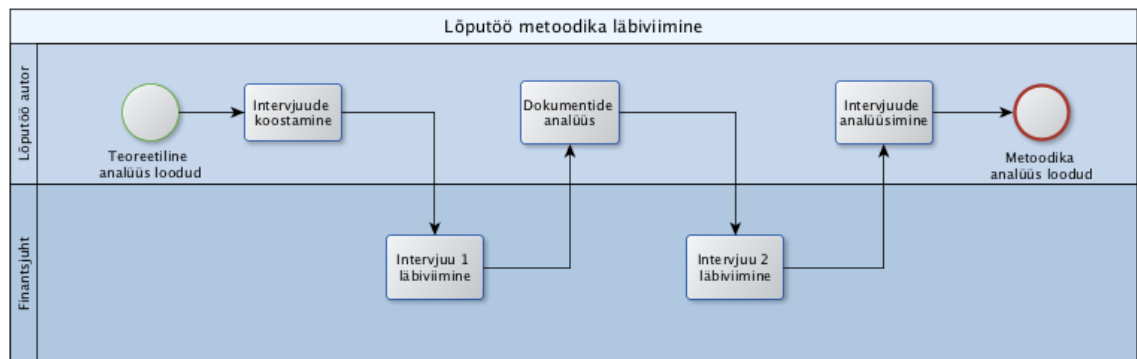 Lõputöö metoodika läbiviimine
Lõputöö autor
Teoreetiline
analüüs loodud
Intervjuude
koostamine
Dokumentide
analüüs
Intervjuude
analüüsimine
Metoodika
analüüs loodud
Finantsjuht
Intervjuu 1
läbiviimine
Intervjuu 2
läbiviimine